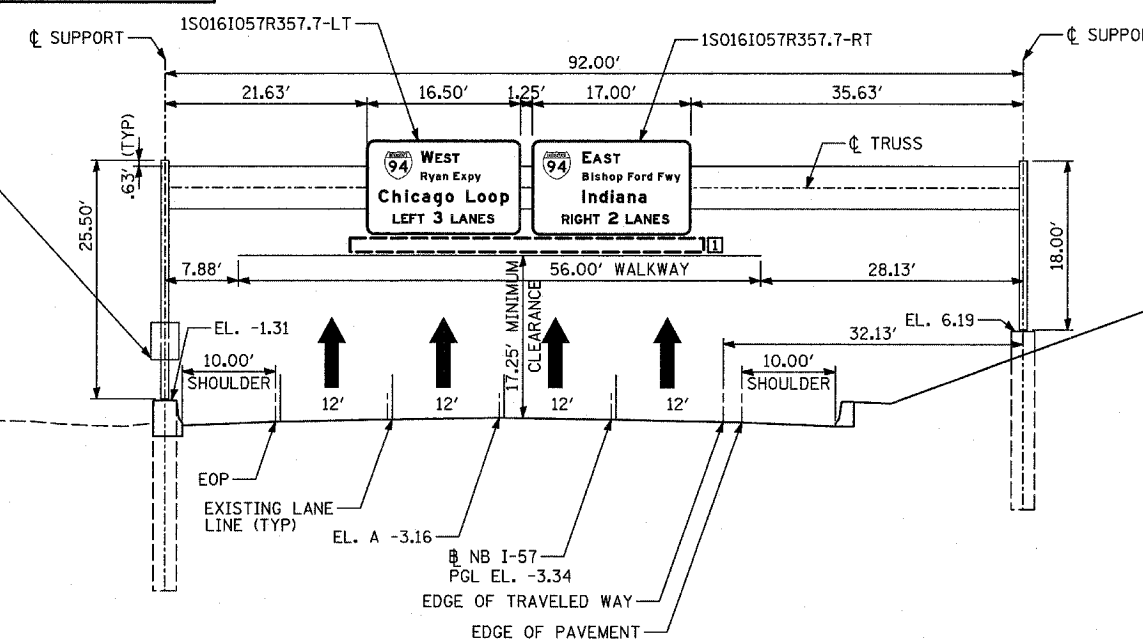 1S016I057R357.7-LT
℄ SUPPORT
1S016I057R357.7-RT
℄ SUPPO
92.00'
21.63'
16.50'
1.25'
17.00'
35.63'
.63' (TYP)
℄ TRUSS
94
WEST
Ryan Expy
Chicago Loop
LEFT 3 LANES
94
EAST
Bishop Ford Fwy
Indiana
RIGHT 2 LANES
25.50'
18.00'
1
7.88'
56.00' WALKWAY
28.13'
17.25' MINIMUM
CLEARANCE
EL. -1.31
EL. 6.19
32.13'
10.00'
SHOULDER
10.00'
SHOULDER
12'
12'
12'
12'
EOP
EXISTING LANE
LINE (TYP)
EL. A -3.16
NB I-57
PGL EL. -3.34
EDGE OF TRAVELED WAY
EDGE OF PAVEMENT